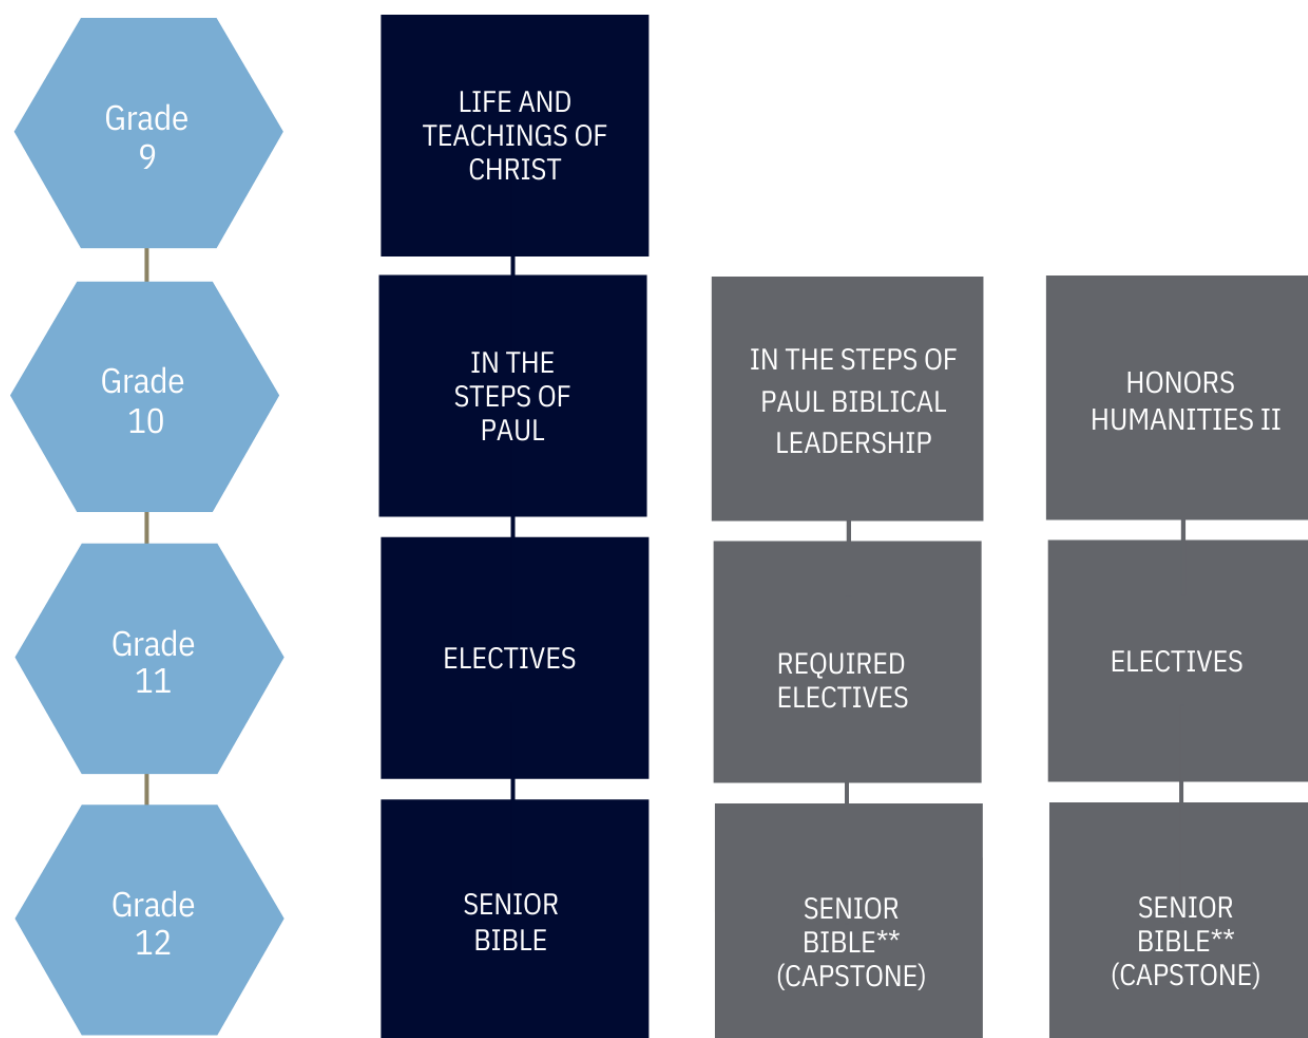 Grade
9
LIFE AND
TEACHINGS OF
CHRIST
Grade
10
IN THE
STEPS OF
PAUL
IN THE STEPS OF
PAUL BIBLICAL
LEADERSHIP
HONORS
HUMANITIES II
Grade
11
ELECTIVES
REQUIRED
ELECTIVES
ELECTIVES
Grade
12
SENIOR
BIBLE
SENIOR
BIBLE**
(CAPSTONE)
SENIOR
BIBLE**
(CAPSTONE)